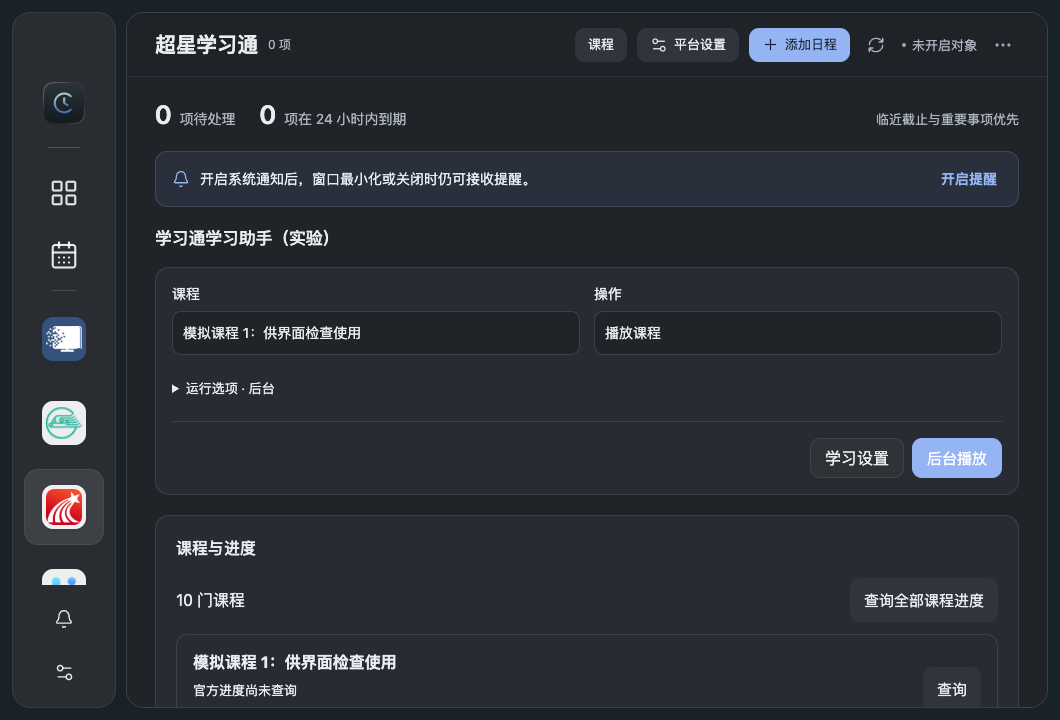 超星学习通 0 项
课程
平台设置
添加日程
未开启对象
0 项待处理 0 项在 24 小时内到期
临近截止与重要事项优先
开启系统通知后，窗口最小化或关闭时仍可接收提醒。
开启提醒
学习通学习助手（实验）
课程
操作
模拟课程 1：供界面检查使用
播放课程
运行选项 · 后台
学习设置
后台播放
课程与进度
10 门课程
查询全部课程进度
模拟课程 1：供界面检查使用
官方进度尚未查询
查询